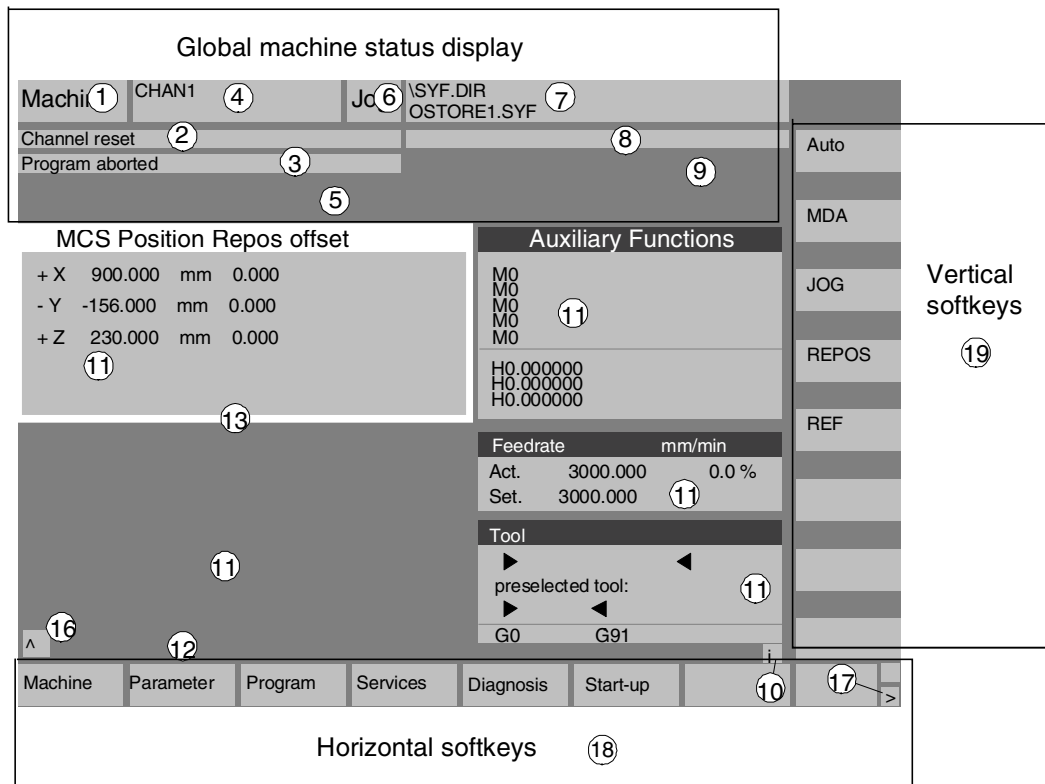 Global machine status display
Machi 1 CHAN1 4 Jo 6 \SYF.DIR 7
OSTORE1.SYF
Channel reset 2 8
Program aborted 3 9
5
Auto
MDA
JOG
REPOS
REF
Vertical
softkeys
19
MCS Position Repos offset
+ X 900.000 mm 0.000
- Y -156.000 mm 0.000
+ Z 230.000 mm 0.000
11
13
Auxiliary Functions
M0
M0
M0 11
M0
M0
H0.000000
H0.000000
H0.000000
Feedrate mm/min
Act. 3000.000 0.0 %
Set. 3000.000 11
Tool
preselected tool: 11
G0 G91
11
16
^ 12 i
Machine Parameter Program Services Diagnosis Start-up 10 17 >
Horizontal softkeys 18